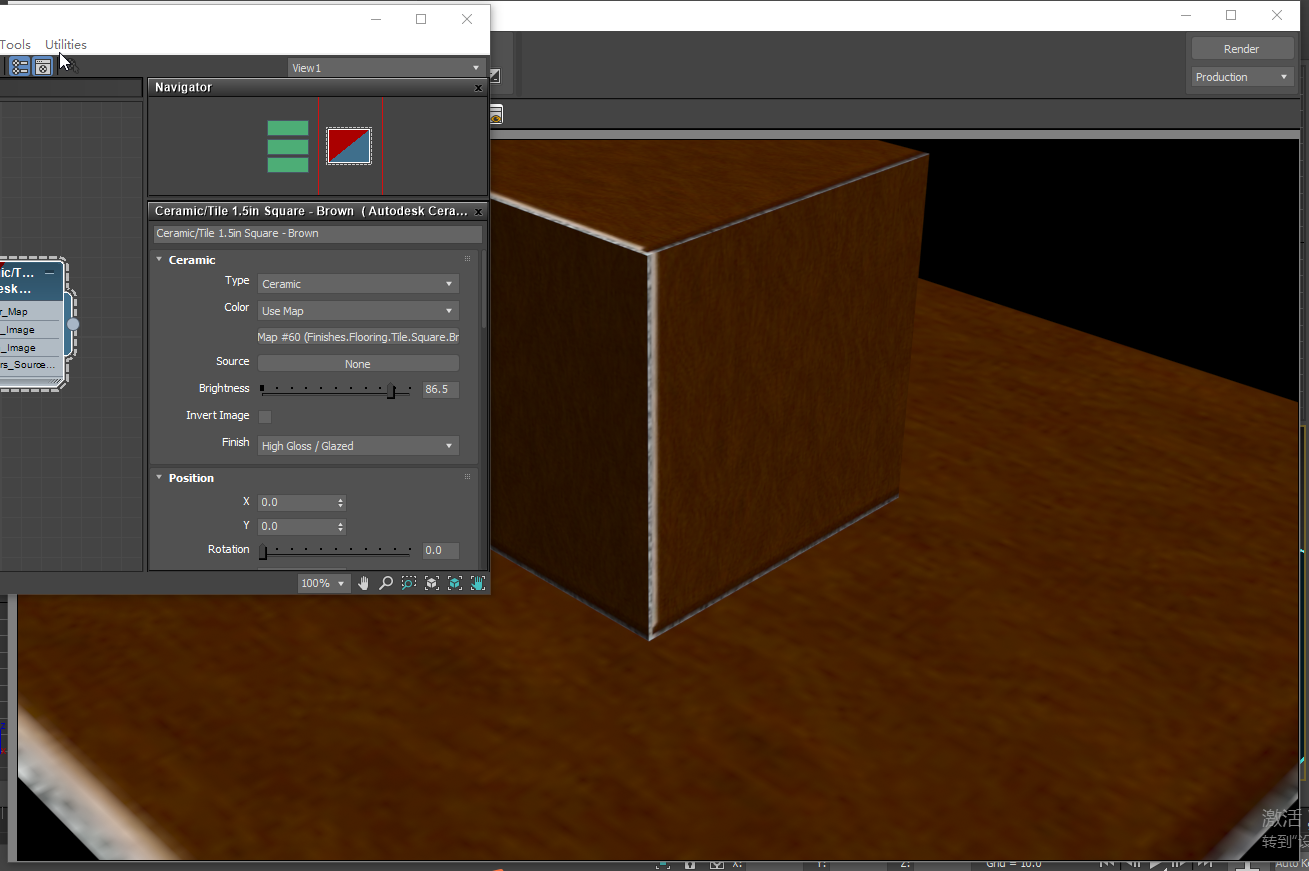 Tools Utilities
View1
Render
Production
Navigator
Ceramic/Tile 1.5in Square - Brown ( Autodesk Cera...
Ceramic/Tile 1.5in Square - Brown
Ceramic
Type
Ceramic
Color
Use Map
Map #60 (Finishes.Flooring.Tile.Square.Br
Source
None
Brightness
86.5
Invert Image
Finish
High Gloss / Glazed
Position
X
0.0
Y
0.0
Rotation
0.0
100%
ic/T...
esk...
r_Map
_Image
_Image
rs_Source...
激活
转到"设
X:
Y:
Z:
Grid = 10.0
Auto K